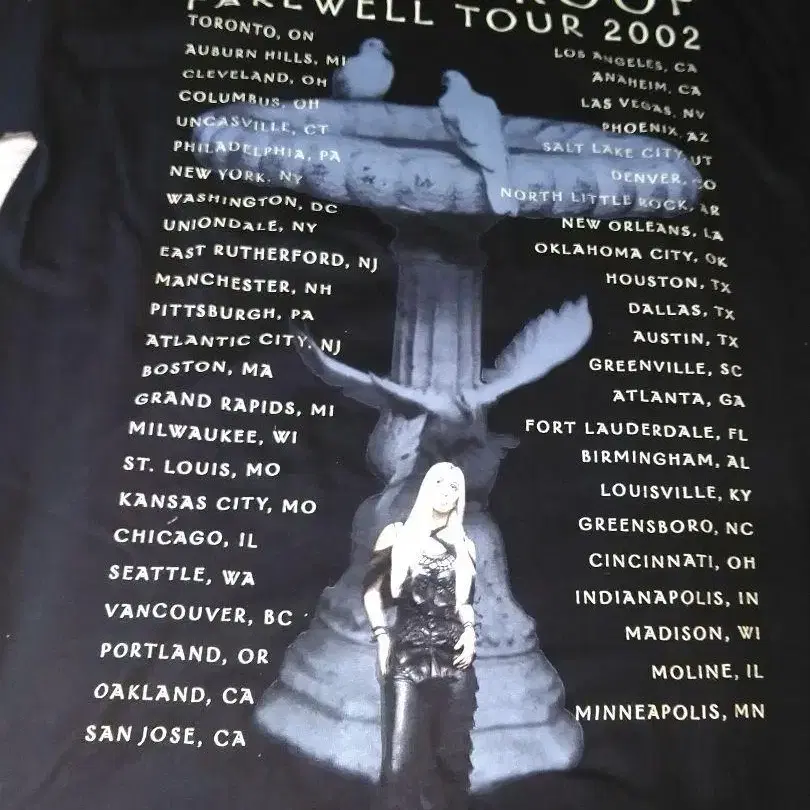 FAREWELL TOUR 2002
TORONTO, ON
AUBURN HILLS, MI
CLEVELAND, OH
COLUMBUS, OH
UNCASVILLE, CT
PHILADELPHIA, PA
NEW YORK, NY
WASHINGTON, DC
UNIONDALE, NY
EAST RUTHERFORD, NJ
MANCHESTER, NH
PITTSBURGH, PA
ATLANTIC CITY, NJ
BOSTON, MA
GRAND RAPIDS, MI
MILWAUKEE, WI
ST. LOUIS, MO
KANSAS CITY, MO
CHICAGO, IL
SEATTLE, WA
VANCOUVER, BC
PORTLAND, OR
OAKLAND, CA
SAN JOSE, CA
LOS ANGELES, CA
ANAHEIM, CA
LAS VEGAS, NV
PHOENIX, AZ
SALT LAKE CITY, UT
DENVER, CO
NORTH LITTLE ROCK, AR
NEW ORLEANS, LA
OKLAHOMA CITY, OK
HOUSTON, TX
DALLAS, TX
AUSTIN, TX
GREENVILLE, SC
ATLANTA, GA
FORT LAUDERDALE, FL
BIRMINGHAM, AL
LOUISVILLE, KY
GREENSBORO, NC
CINCINNATI, OH
INDIANAPOLIS, IN
MADISON, WI
MOLINE, IL
MINNEAPOLIS, MN